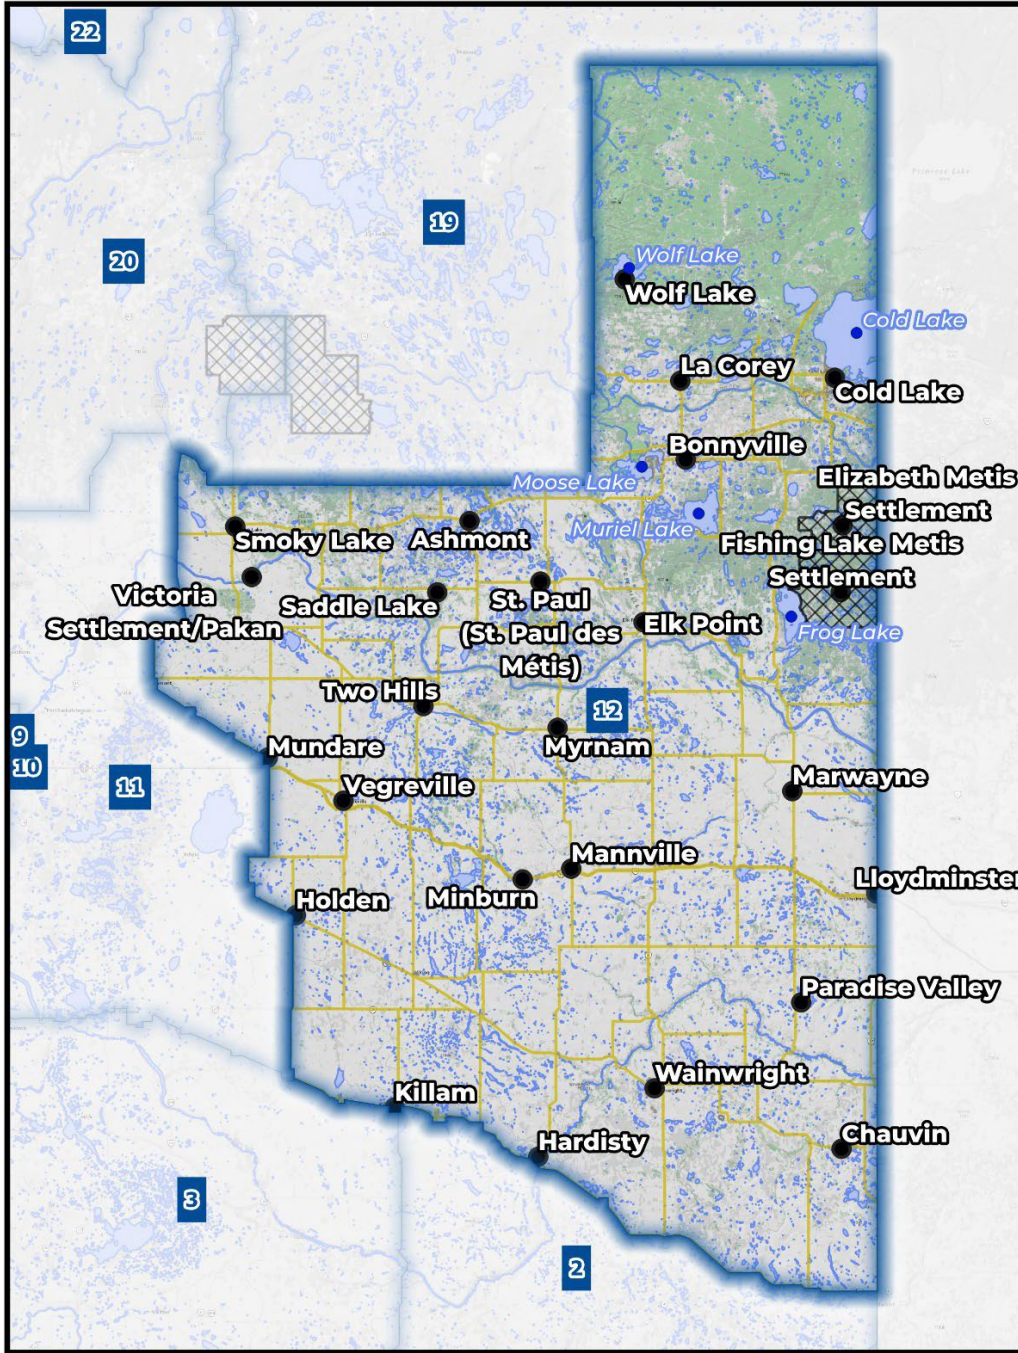 22
19
20
Wolf Lake
Wolf Lake
Cold Lake
La Corey
Cold Lake
Bonnyville
Moose Lake
Elizabeth Metis
Settlement
Muriel Lake
Smoky Lake
Ashmont
Fishing Lake Metis
Settlement
Victoria
Settlement/Pakan
Saddle Lake
St. Paul
(St. Paul des
Métis)
Elk Point
Frog Lake
Two Hills
12
Myrnam
9
10
11
Mundare
Vegreville
Marwayne
Mannville
Minburn
Lloydminster
Holden
Paradise Valley
Wainwright
Killam
Hardisty
Chauvin
3
2